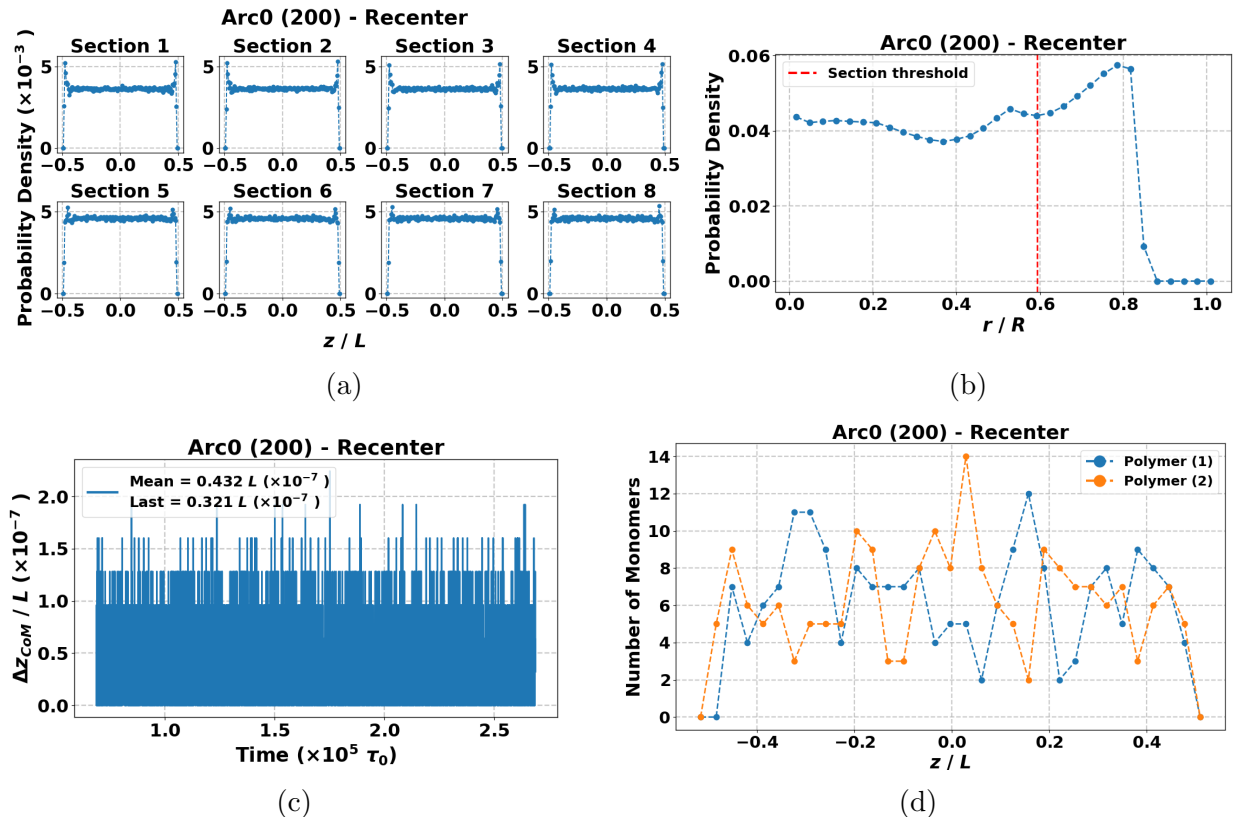 Arc0 (200) - Recenter
Section 1 Section 2 Section 3 Section 4
5 5 5 5
0 0 0 0
−0.5 0.0 0.5 −0.5 0.0 0.5 −0.5 0.0 0.5 −0.5 0.0 0.5
Section 5 Section 6 Section 7 Section 8
5 5 5 5
0 0 0 0
−0.5 0.0 0.5 −0.5 0.0 0.5 −0.5 0.0 0.5 −0.5 0.0 0.5
Probability Density (×10⁻³ )
z / L
(a)
Arc0 (200) - Recenter
Section threshold
0.06
0.04
0.02
0.00
Probability Density
0.0 0.2 0.4 0.6 0.8 1.0
r / R
(b)
Arc0 (200) - Recenter
Mean = 0.432 L (×10⁻⁷ )
Last = 0.321 L (×10⁻⁷ )
2.0
1.5
1.0
0.5
0.0
Δz_CoM / L (×10⁻⁷ )
1.0 1.5 2.0 2.5
Time (×10⁵ τ₀)
(c)
Arc0 (200) - Recenter
Polymer (1)
Polymer (2)
14
12
10
8
6
4
2
0
Number of Monomers
−0.4 −0.2 0.0 0.2 0.4
z / L
(d)